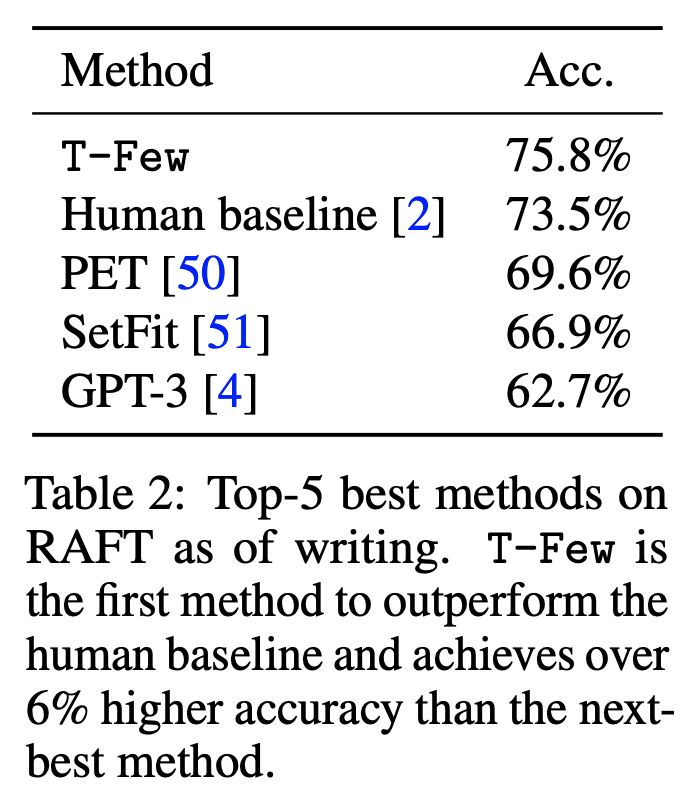 Method Acc.
T-Few 75.8%
Human baseline [2] 73.5%
PET [50] 69.6%
SetFit [51] 66.9%
GPT-3 [4] 62.7%
Table 2: Top-5 best methods on
RAFT as of writing. T-Few is
the first method to outperform the
human baseline and achieves over
6% higher accuracy than the next-
best method.